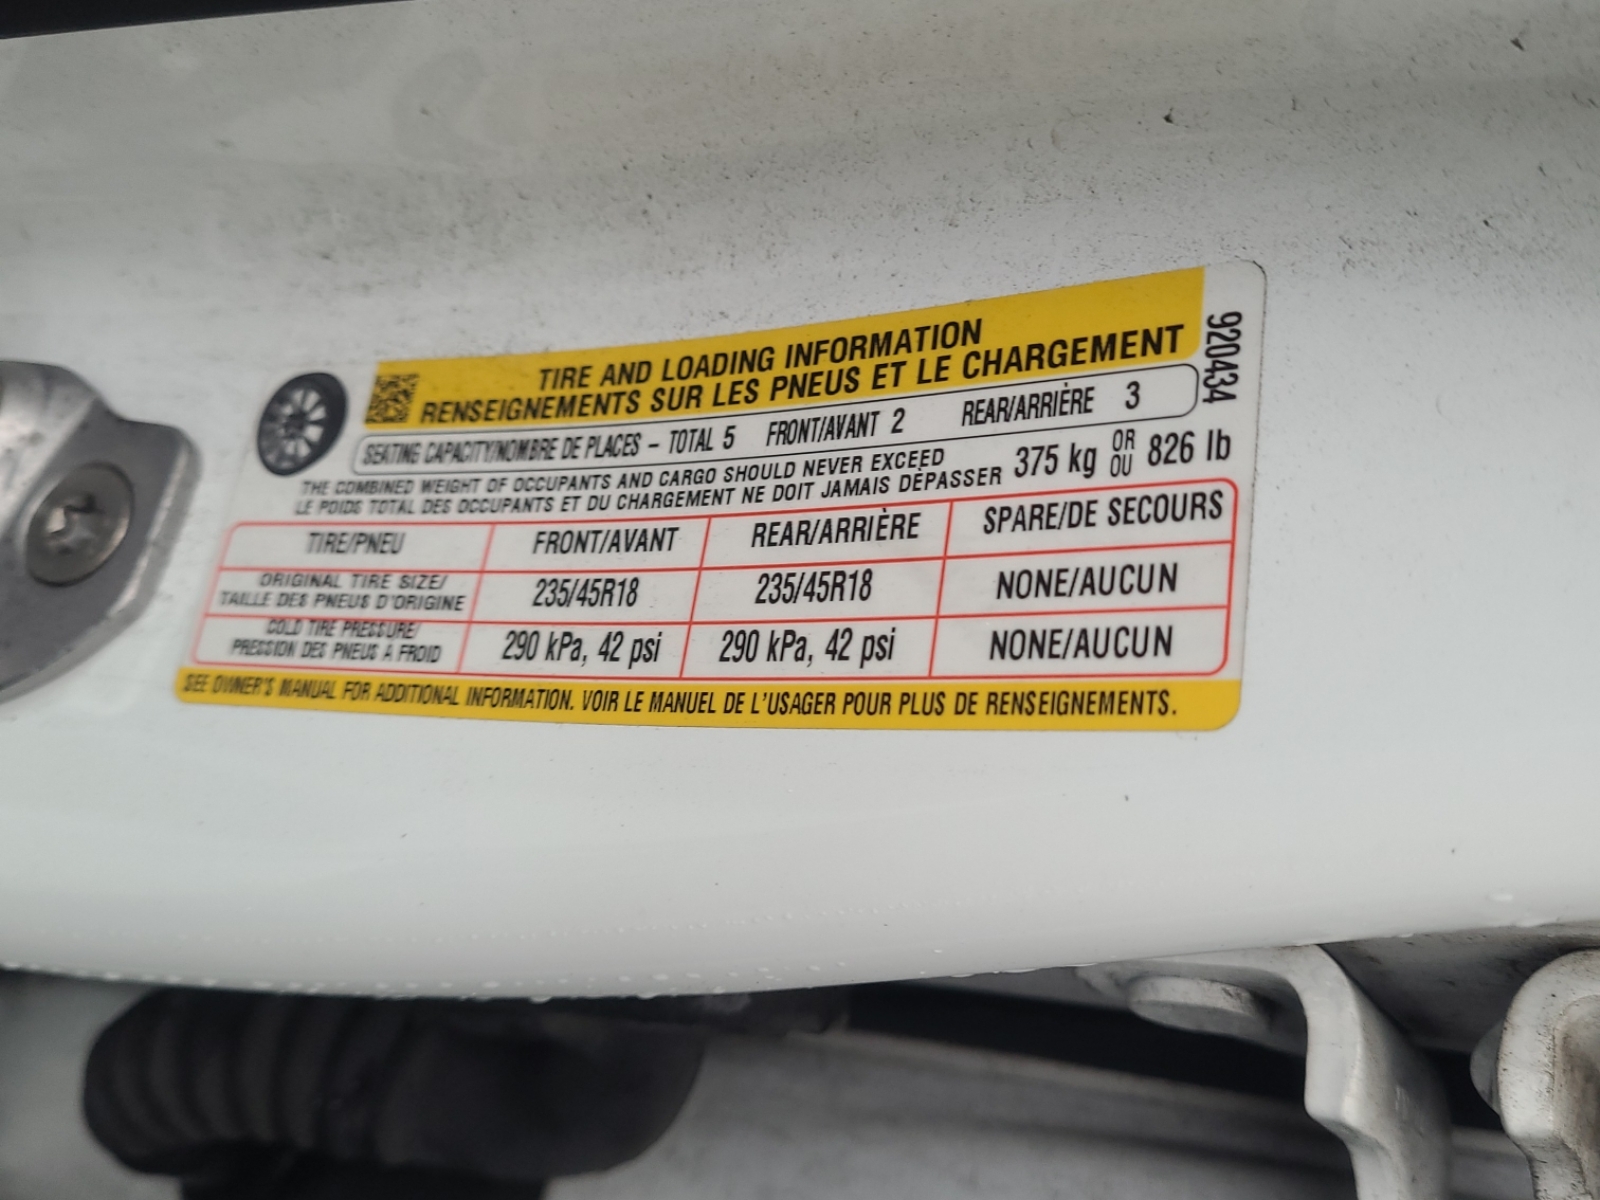 TIRE AND LOADING INFORMATION
RENSEIGNEMENTS SUR LES PNEUS ET LE CHARGEMENT
920434
SEATING CAPACITY/NOMBRE DE PLACES – TOTAL 5 FRONT/AVANT 2 REAR/ARRIÈRE 3
THE COMBINED WEIGHT OF OCCUPANTS AND CARGO SHOULD NEVER EXCEED
LE POIDS TOTAL DES OCCUPANTS ET DU CHARGEMENT NE DOIT JAMAIS DÉPASSER
375 kg OR 826 lb
OU
TIRE/PNEU FRONT/AVANT REAR/ARRIÈRE SPARE/DE SECOURS
ORIGINAL TIRE SIZE/
TAILLE DES PNEUS D'ORIGINE 235/45R18 235/45R18 NONE/AUCUN
COLD TIRE PRESSURE/
PRESSION DES PNEUS A FROID 290 kPa, 42 psi 290 kPa, 42 psi NONE/AUCUN
SEE OWNER'S MANUAL FOR ADDITIONAL INFORMATION. VOIR LE MANUEL DE L'USAGER POUR PLUS DE RENSEIGNEMENTS.